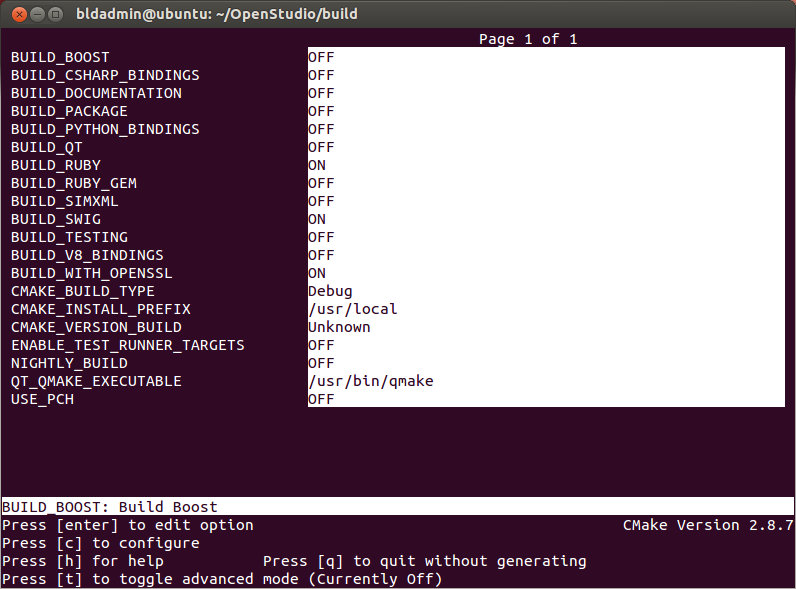 bldadmin@ubuntu: ~/OpenStudio/build
Page 1 of 1
BUILD_BOOST OFF
BUILD_CSHARP_BINDINGS OFF
BUILD_DOCUMENTATION OFF
BUILD_PACKAGE OFF
BUILD_PYTHON_BINDINGS OFF
BUILD_QT OFF
BUILD_RUBY ON
BUILD_RUBY_GEM OFF
BUILD_SIMXML OFF
BUILD_SWIG ON
BUILD_TESTING OFF
BUILD_V8_BINDINGS OFF
BUILD_WITH_OPENSSL ON
CMAKE_BUILD_TYPE Debug
CMAKE_INSTALL_PREFIX /usr/local
CMAKE_VERSION_BUILD Unknown
ENABLE_TEST_RUNNER_TARGETS OFF
NIGHTLY_BUILD OFF
QT_QMAKE_EXECUTABLE /usr/bin/qmake
USE_PCH OFF
BUILD_BOOST: Build Boost
Press [enter] to edit option CMake Version 2.8.7
Press [c] to configure
Press [h] for help Press [q] to quit without generating
Press [t] to toggle advanced mode (Currently Off)